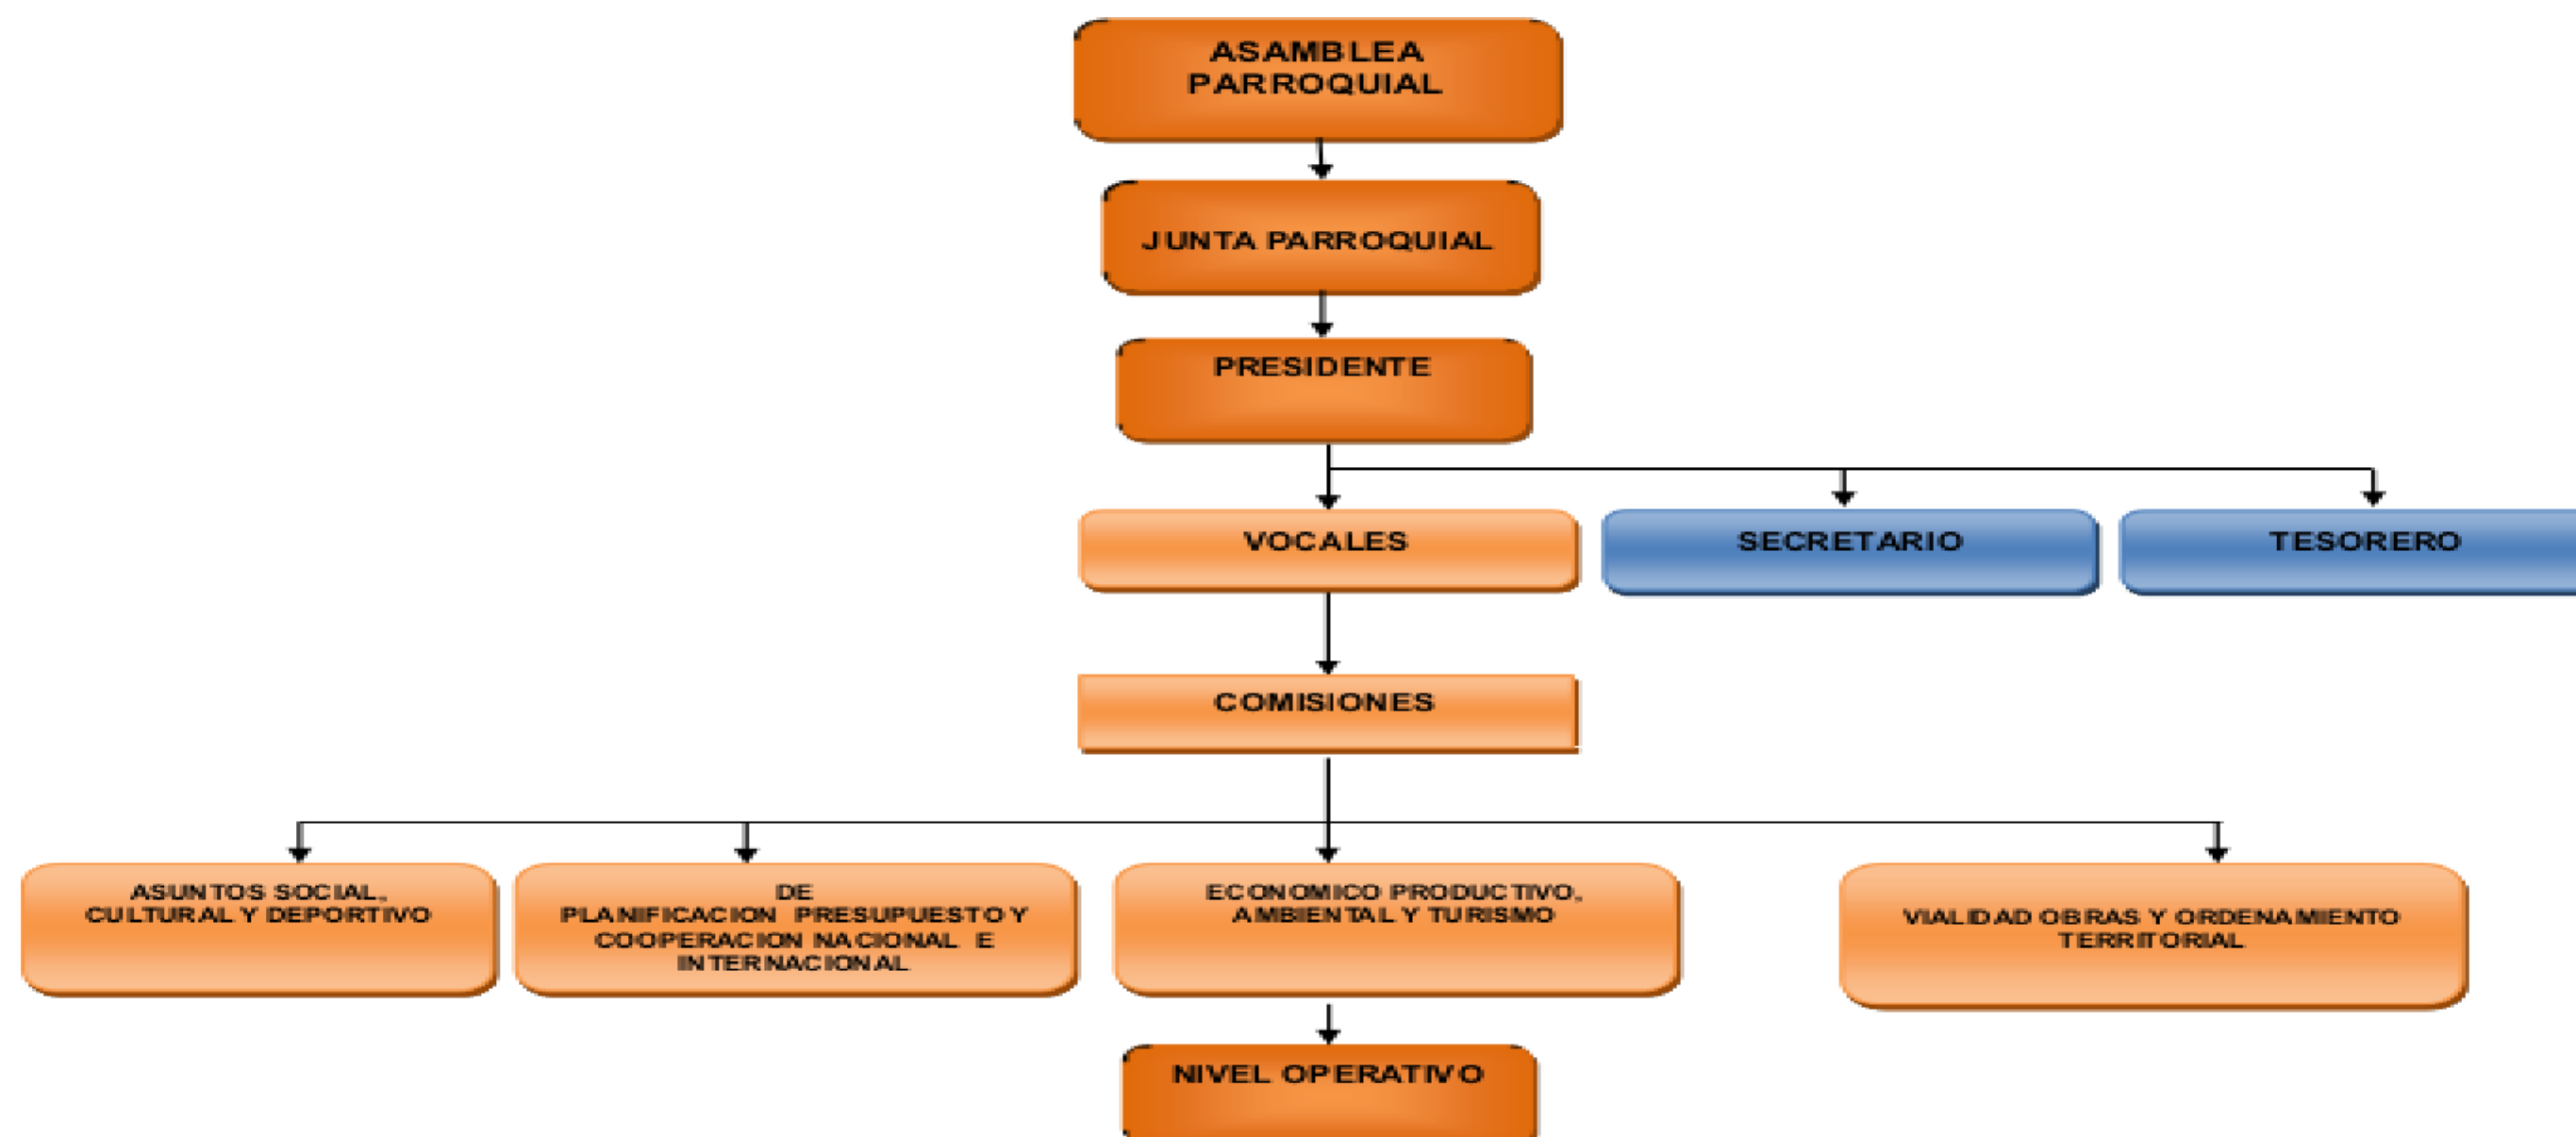 ASAMBLEA
PARROQUIAL
JUNTA PARROQUIAL
PRESIDENTE
VOCALES
SECRETARIO
TESORERO
COMISIONES
ASUNTOS SOCIAL,
CULTURAL Y DEPORTIVO
DE
PLANIFICACION PRESUPUESTO Y
COOPERACION NACIONAL E
INTERNACIONAL
ECONOMICO PRODUCTIVO,
AMBIENTAL Y TURISMO
VIALIDAD OBRAS Y ORDENAMIENTO
TERRITORIAL
NIVEL OPERATIVO